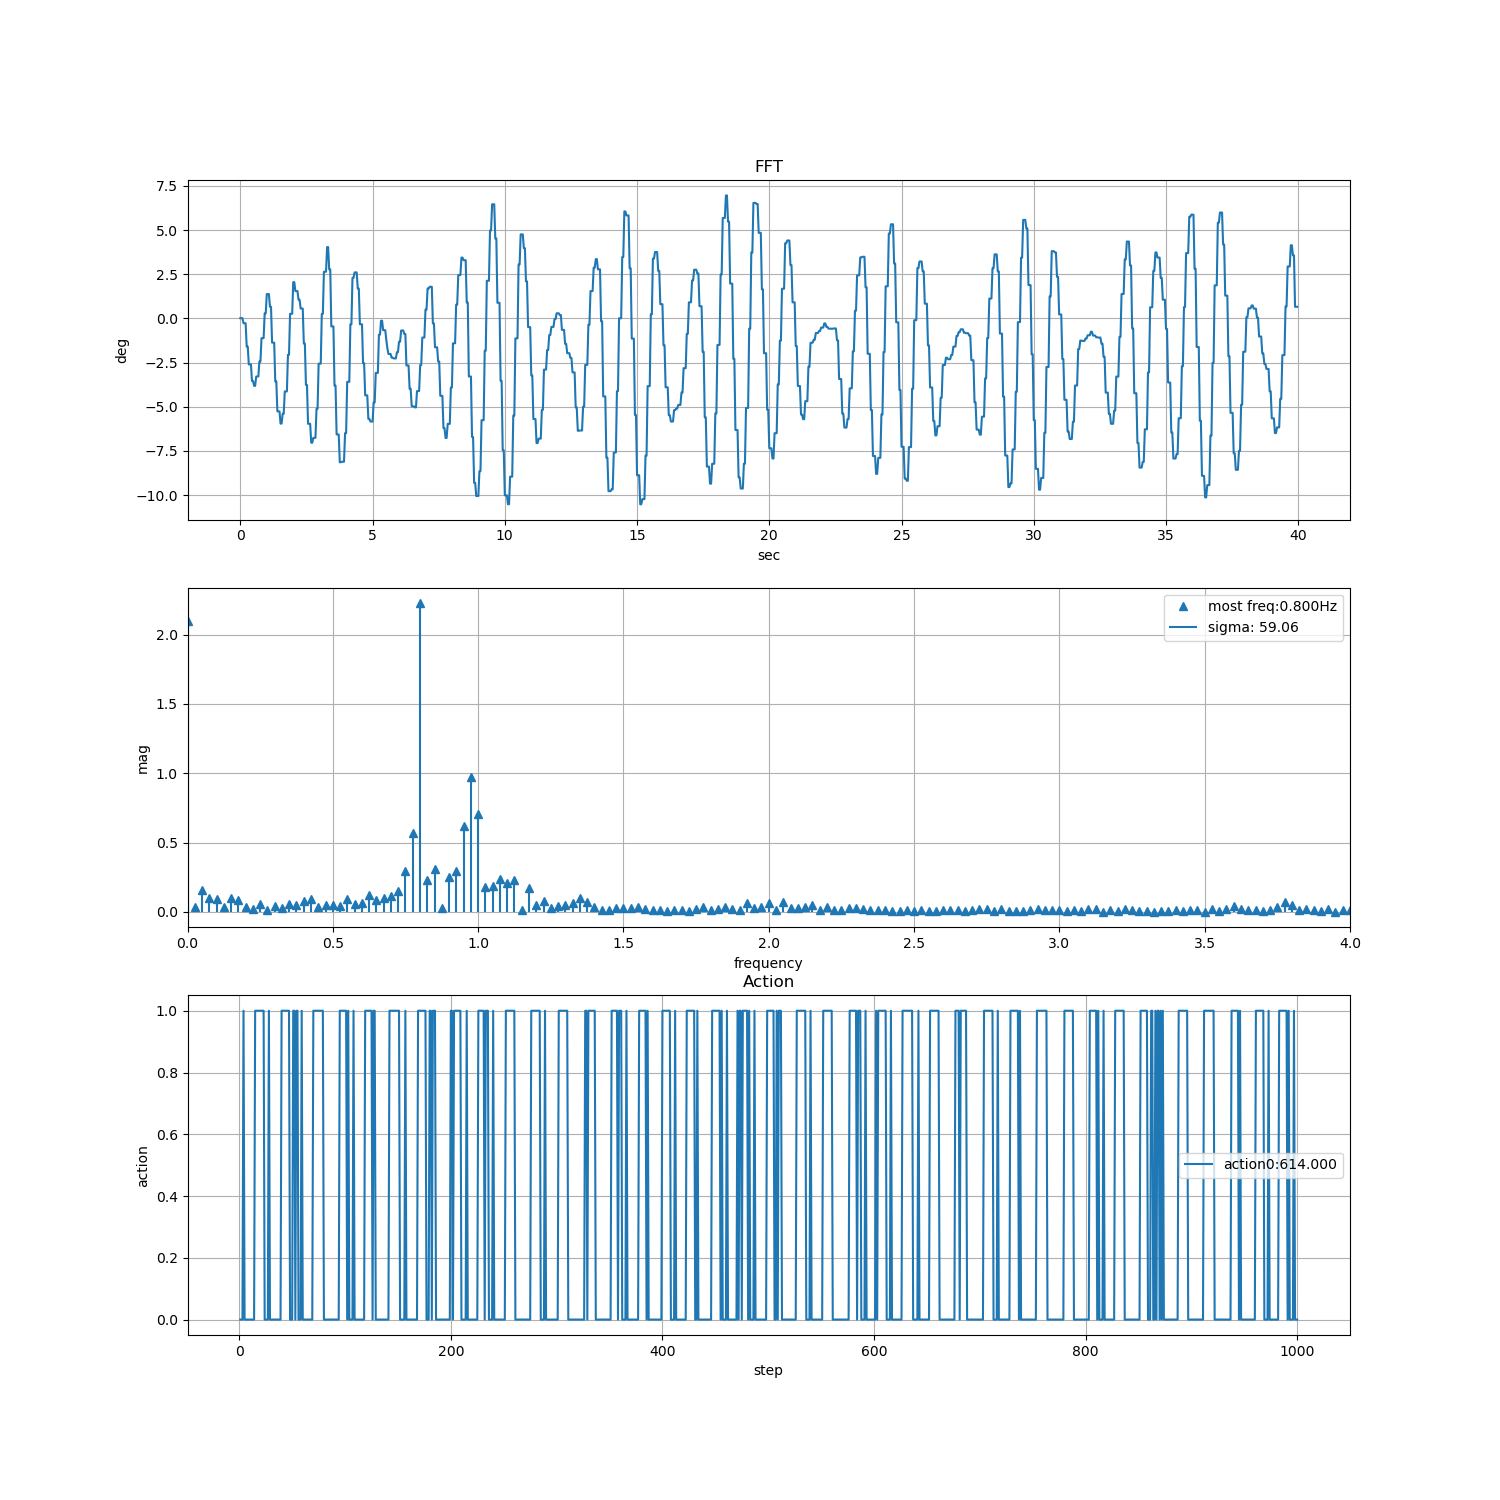 FFT
7.5
5.0
2.5
0.0
−2.5
−5.0
−7.5
−10.0
deg
0 5 10 15 20 25 30 35 40
sec
most freq:0.800Hz
sigma: 59.06
2.0
1.5
1.0
0.5
0.0
mag
0.0 0.5 1.0 1.5 2.0 2.5 3.0 3.5 4.0
frequency
Action
1.0
0.8
0.6
0.4
0.2
0.0
action
action0:614.000
0 200 400 600 800 1000
step